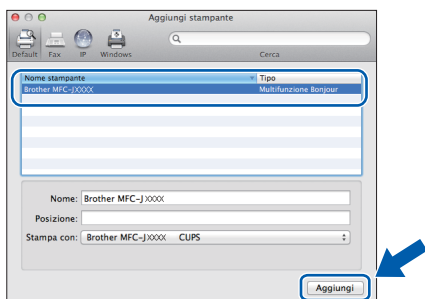 Aggiungi stampante
Default Fax IP Windows Cerca
Nome stampante Tipo
Brother MFC-JXXXX Multifunzione Bonjour
Nome: Brother MFC-JXXXX
Posizione:
Stampa con: Brother MFC-JXXXX CUPS
Aggiungi